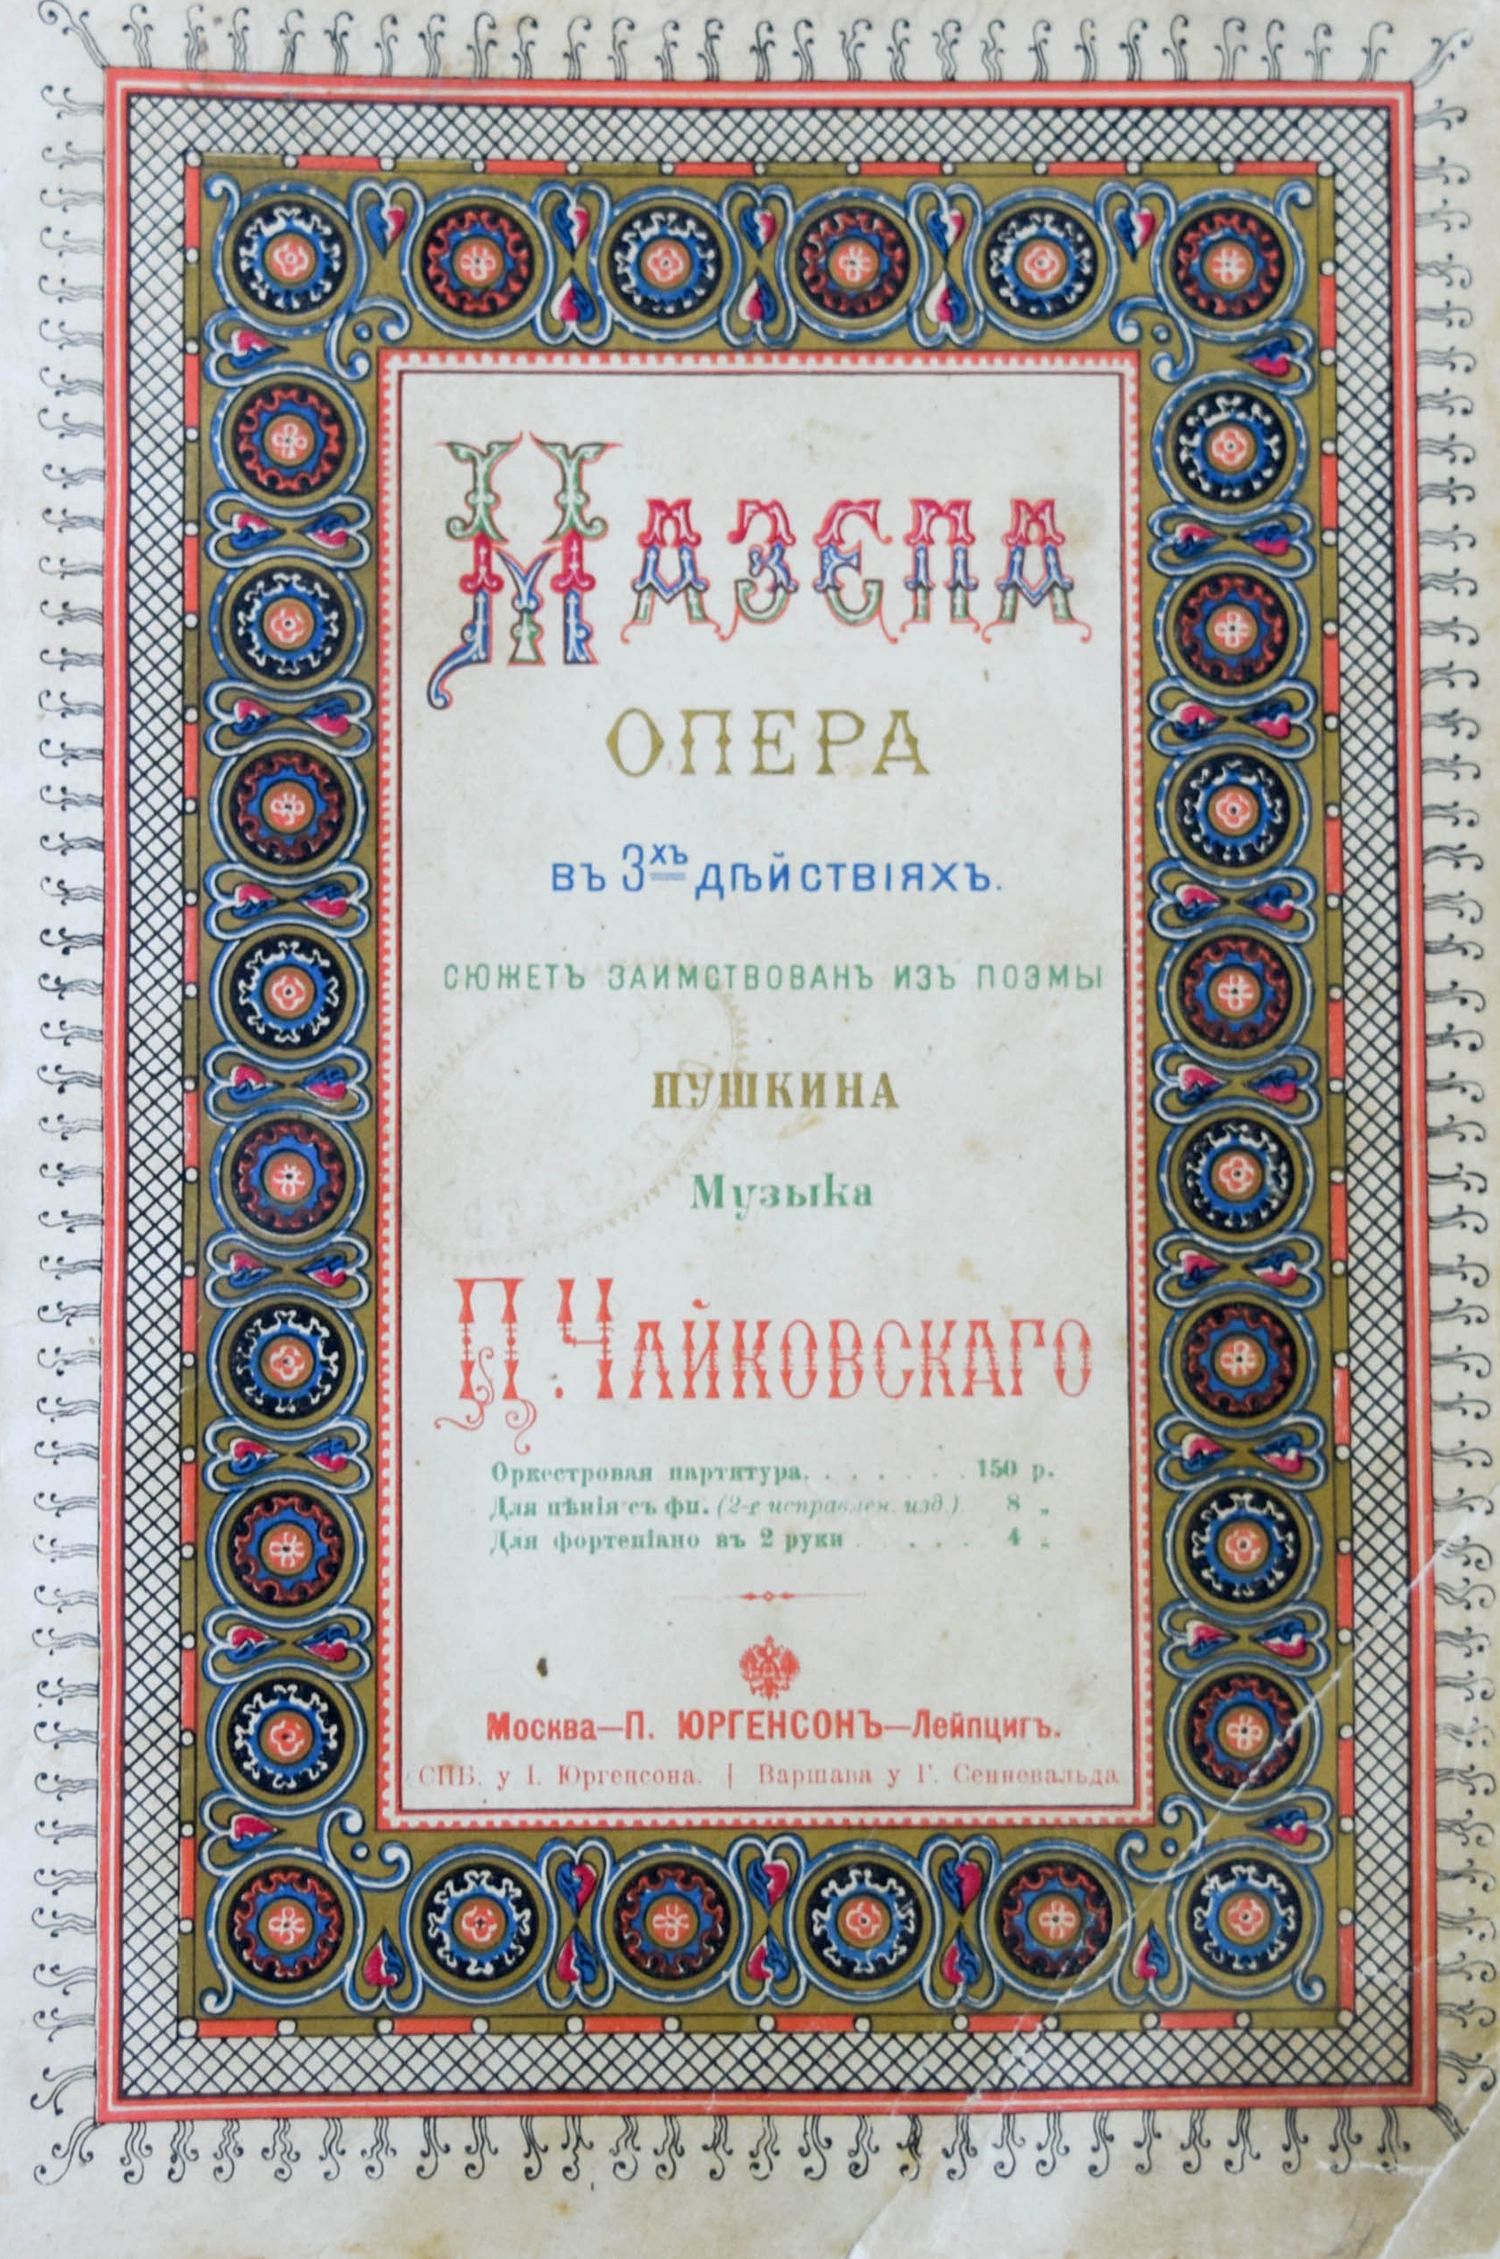 Мазепа
ОПЕРА
ВЪ 3ХЪ ДѢЙСТВІЯХЪ.
СЮЖЕТЪ ЗАИМСТВОВАНЪ ИЗЪ ПОЭМЫ
ПУШКИНА
Музыка
П. Чайковскаго
Оркестровая партитура. . . . . . . 150 р.
Для пѣнія съ фп. (2-е исправлен. изд.) 8 „
Для фортепіано въ 2 руки . . . . . 4 „
Москва—П. ЮРГЕНСОНЪ—Лейпцигъ.
СПБ. у І. Юргенсона. | Варшава у Г. Сенневальда